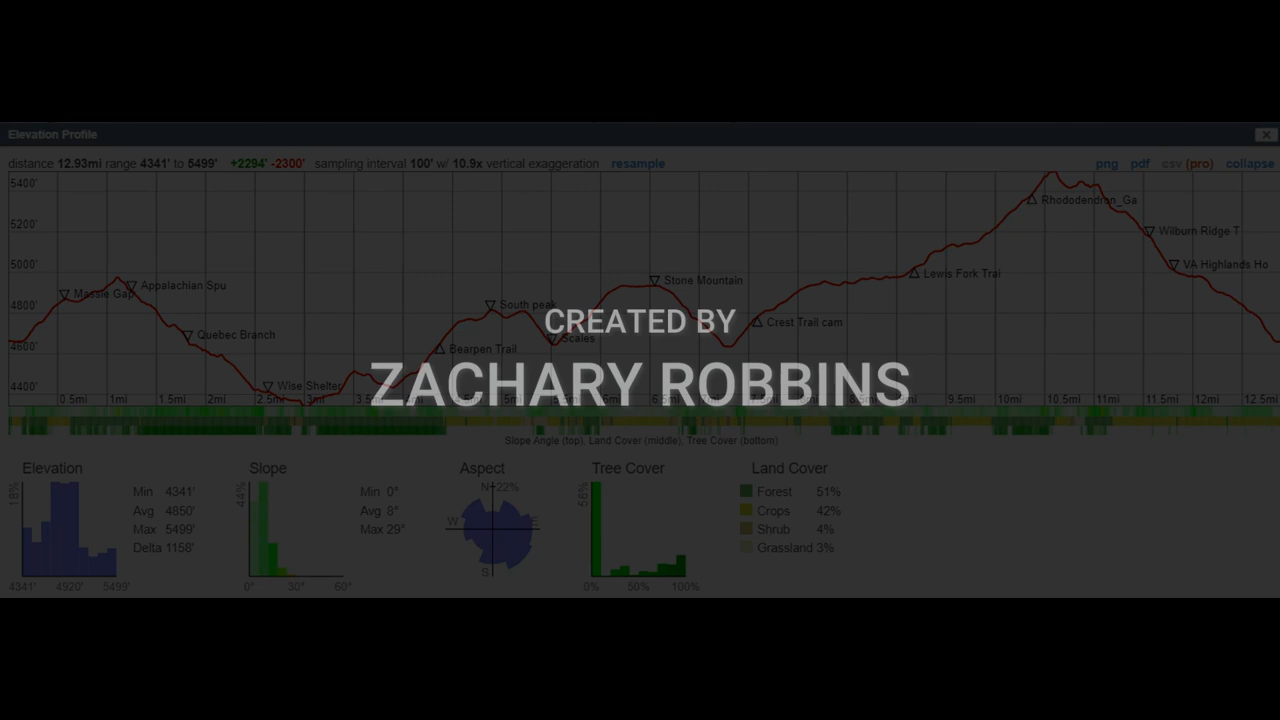 Elevation Profile
distance 12.93mi range 4341' to 5499' +2294' -2300' sampling interval 100' w/ 10.9x vertical exaggeration resample png pdf csv (pro) collapse
5400'
5200'
5000'
4800'
4600'
4400'
Massie Gap
Appalachian Spu
Quebec Branch
Wise Shelter
Bearpen Trail
South peak
Scales
Stone Mountain
Crest Trail cam
Lewis Fork Trai
Rhododendron_Ga
Wilburn Ridge T
VA Highlands Ho
CREATED BY
ZACHARY ROBBINS
0.5mi 1mi 1.5mi 2mi 2.5mi 3mi 9.5mi 10mi 10.5mi 11mi 11.5mi 12mi 12.5mi
Slope Angle (top), Land Cover (middle), Tree Cover (bottom)
Elevation
18%
Min 4341'
Avg 4850'
Max 5499'
Delta 1158'
4341' 4920' 5499'
Slope
44%
Min 0°
Avg 8°
Max 29°
0° 30° 60°
Aspect
N 22%
W E
S
Tree Cover
56%
0% 50% 100%
Land Cover
Forest 51%
Crops 42%
Shrub 4%
Grassland 3%